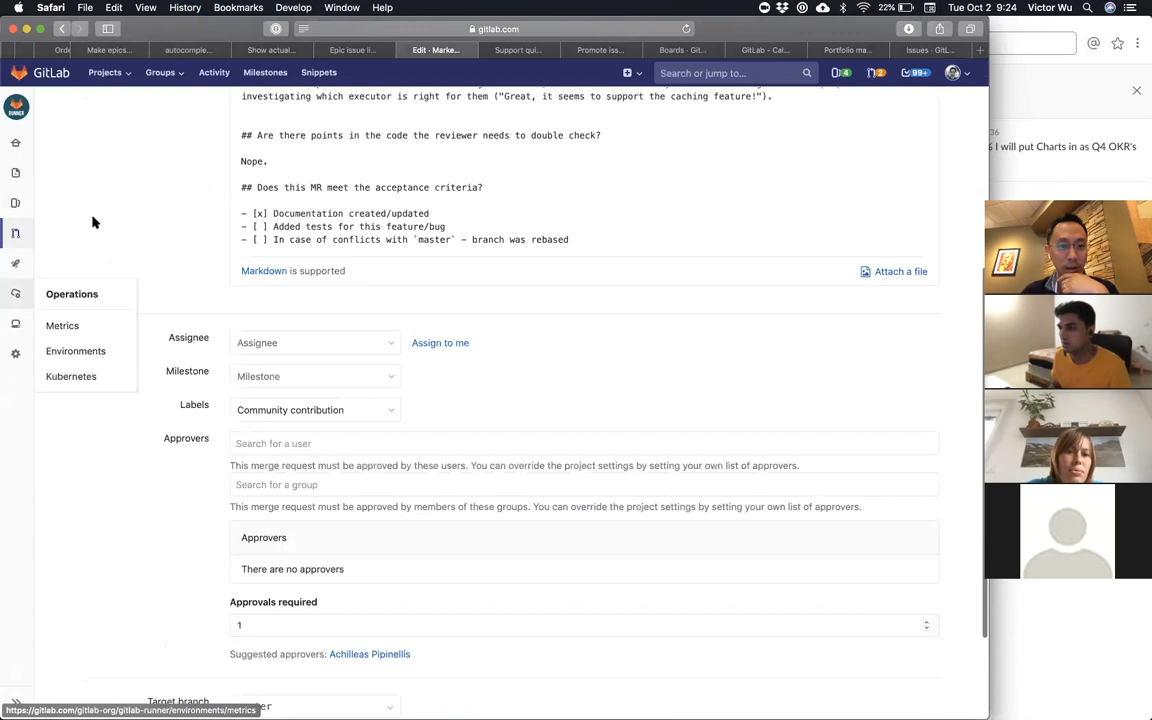 Safari File Edit View History Bookmarks Develop Window Help 22% Tue Oct 2 9:24 Victor Wu
gitlab.com
Orde Make epics... autocomple... Show actual... Epic issue li... Edit · Marke... Support qui... Promote iss... Boards · Git... GitLab - Cal... Portfolio ma... Issues · GitL...
GitLab Projects Groups Activity Milestones Snippets Search or jump to... 4 2 99+
RUNNER
investigating which executor is right for them ("Great, it seems to support the caching feature!").
## Are there points in the code the reviewer needs to double check?
36
I will put Charts in as Q4 OKR's
Nope.
## Does this MR meet the acceptance criteria?
- [x] Documentation created/updated
- [ ] Added tests for this feature/bug
- [ ] In case of conflicts with `master` - branch was rebased
Markdown is supported Attach a file
Operations
Metrics
Environments
Kubernetes
Assignee Assignee Assign to me
Milestone Milestone
Labels Community contribution
Approvers Search for a user
This merge request must be approved by these users. You can override the project settings by setting your own list of approvers.
Search for a group
This merge request must be approved by members of these groups. You can override the project settings by setting your own list of approvers.
Approvers
There are no approvers
Approvals required
1
Suggested approvers: Achilleas Pipinellis
Target branch
https://gitlab.com/gitlab-org/gitlab-runner/environments/metrics